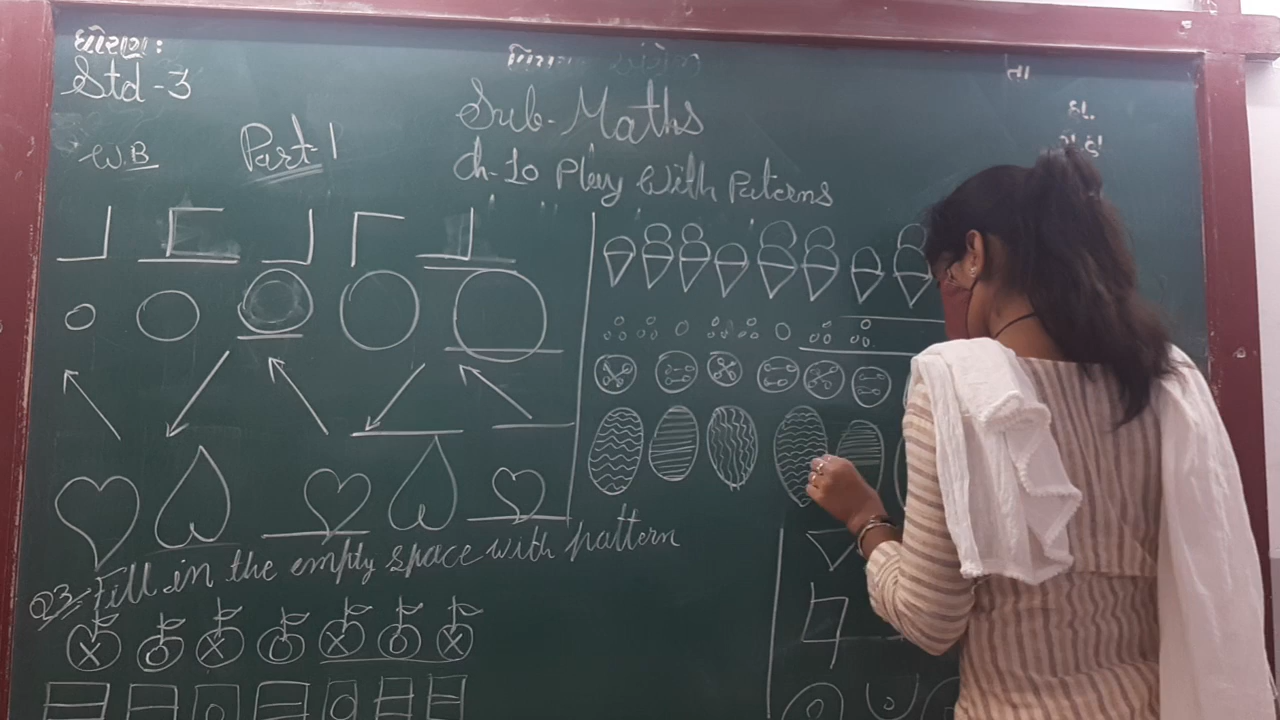 ધોરણ :
Std - 3
Sub - Maths
W.B Part-1
Ch-10 Play With Paterns
તા
Q3 Fill in the empty space with pattern